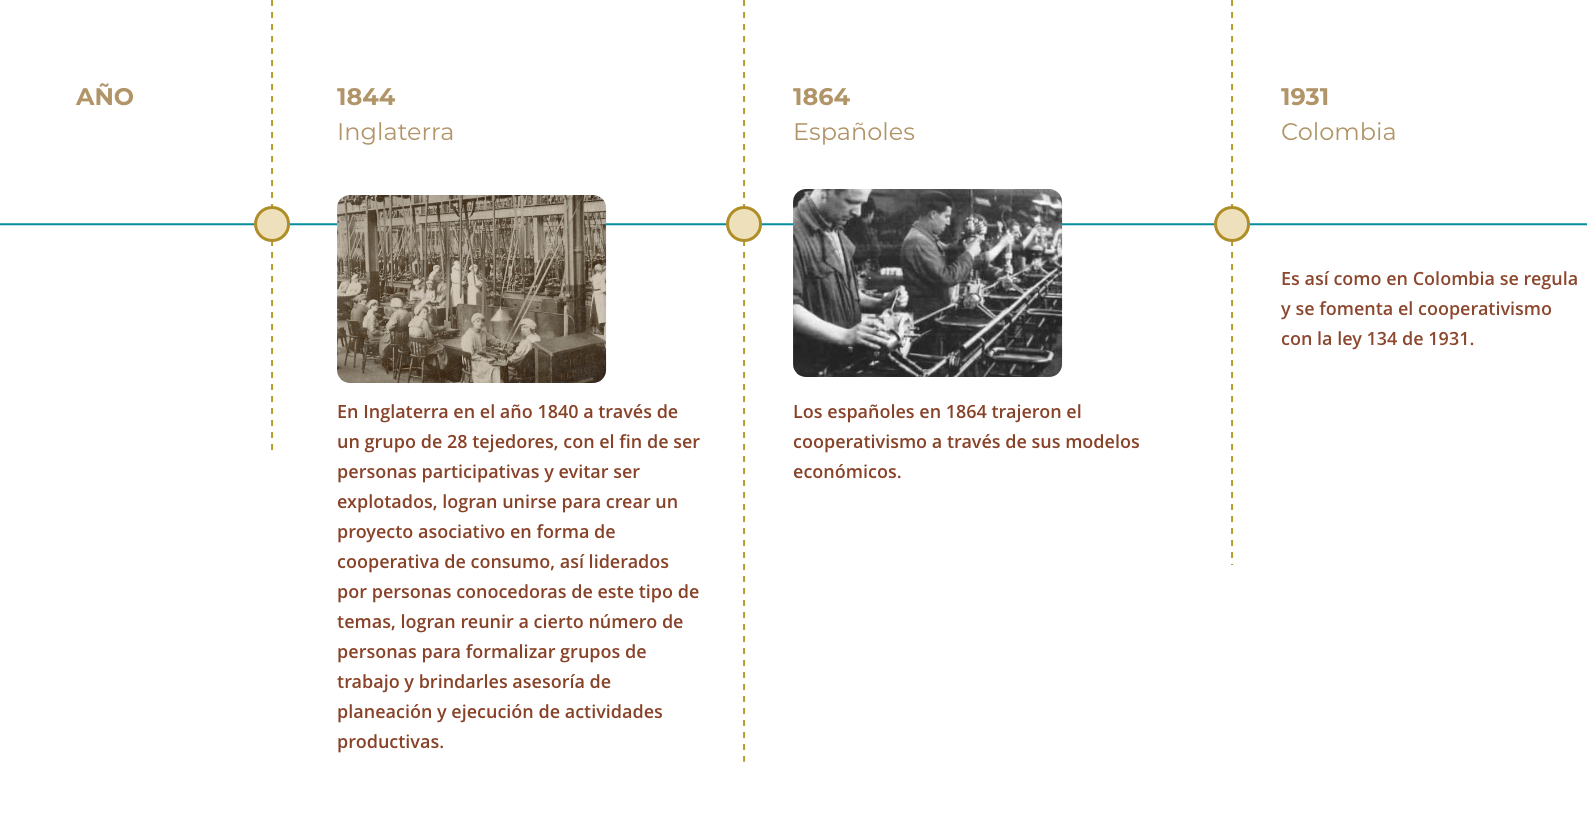 AÑO
1844
Inglaterra
En Inglaterra en el año 1840 a través de
un grupo de 28 tejedores, con el fin de ser
personas participativas y evitar ser
explotados, logran unirse para crear un
proyecto asociativo en forma de
cooperativa de consumo, así liderados
por personas conocedoras de este tipo de
temas, logran reunir a cierto número de
personas para formalizar grupos de
trabajo y brindarles asesoría de
planeación y ejecución de actividades
productivas.
1864
Españoles
Los españoles en 1864 trajeron el
cooperativismo a través de sus modelos
económicos.
1931
Colombia
Es así como en Colombia se regula
y se fomenta el cooperativismo
con la ley 134 de 1931.